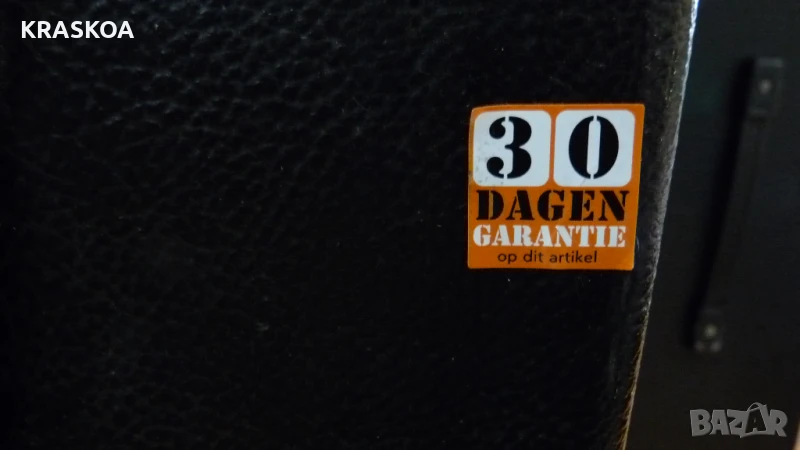 KRASKOA
30
DAGEN
GARANTIE
op dit artikel
BAZAR